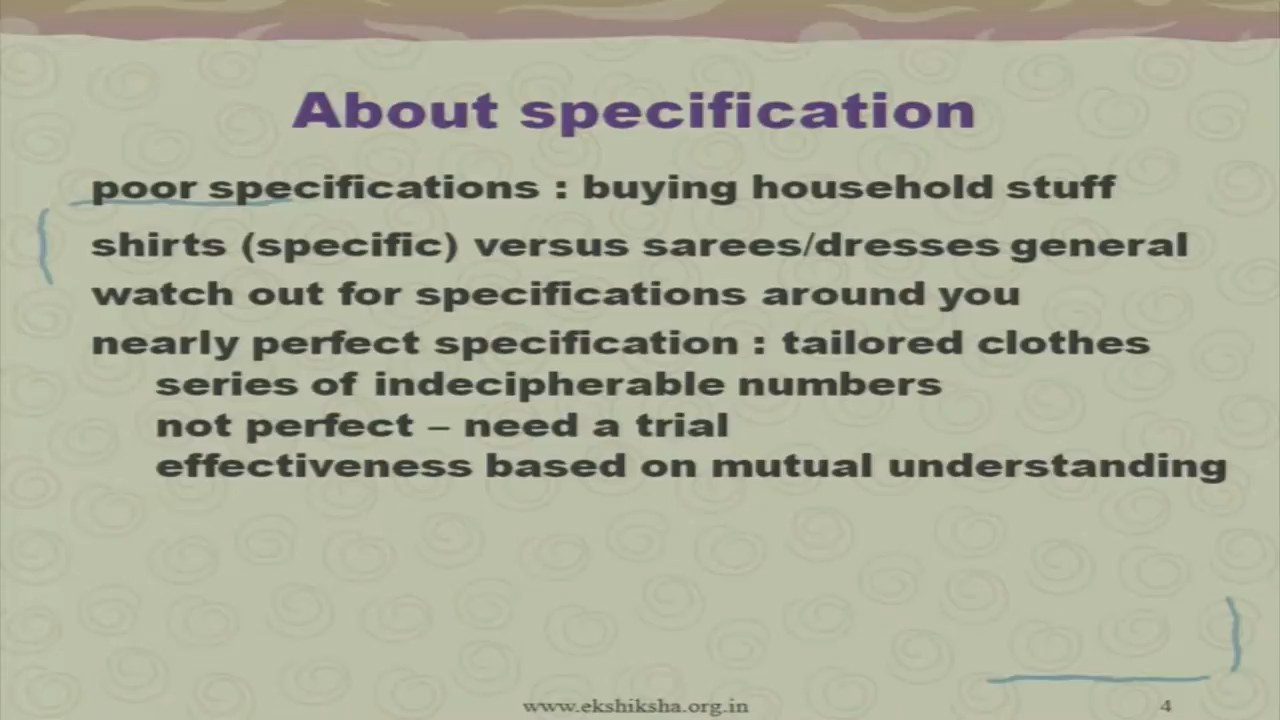 About specification
poor specifications : buying household stuff
shirts (specific) versus sarees/dresses general
watch out for specifications around you
nearly perfect specification : tailored clothes
series of indecipherable numbers
not perfect – need a trial
effectiveness based on mutual understanding
www.ekshiksha.org.in
4